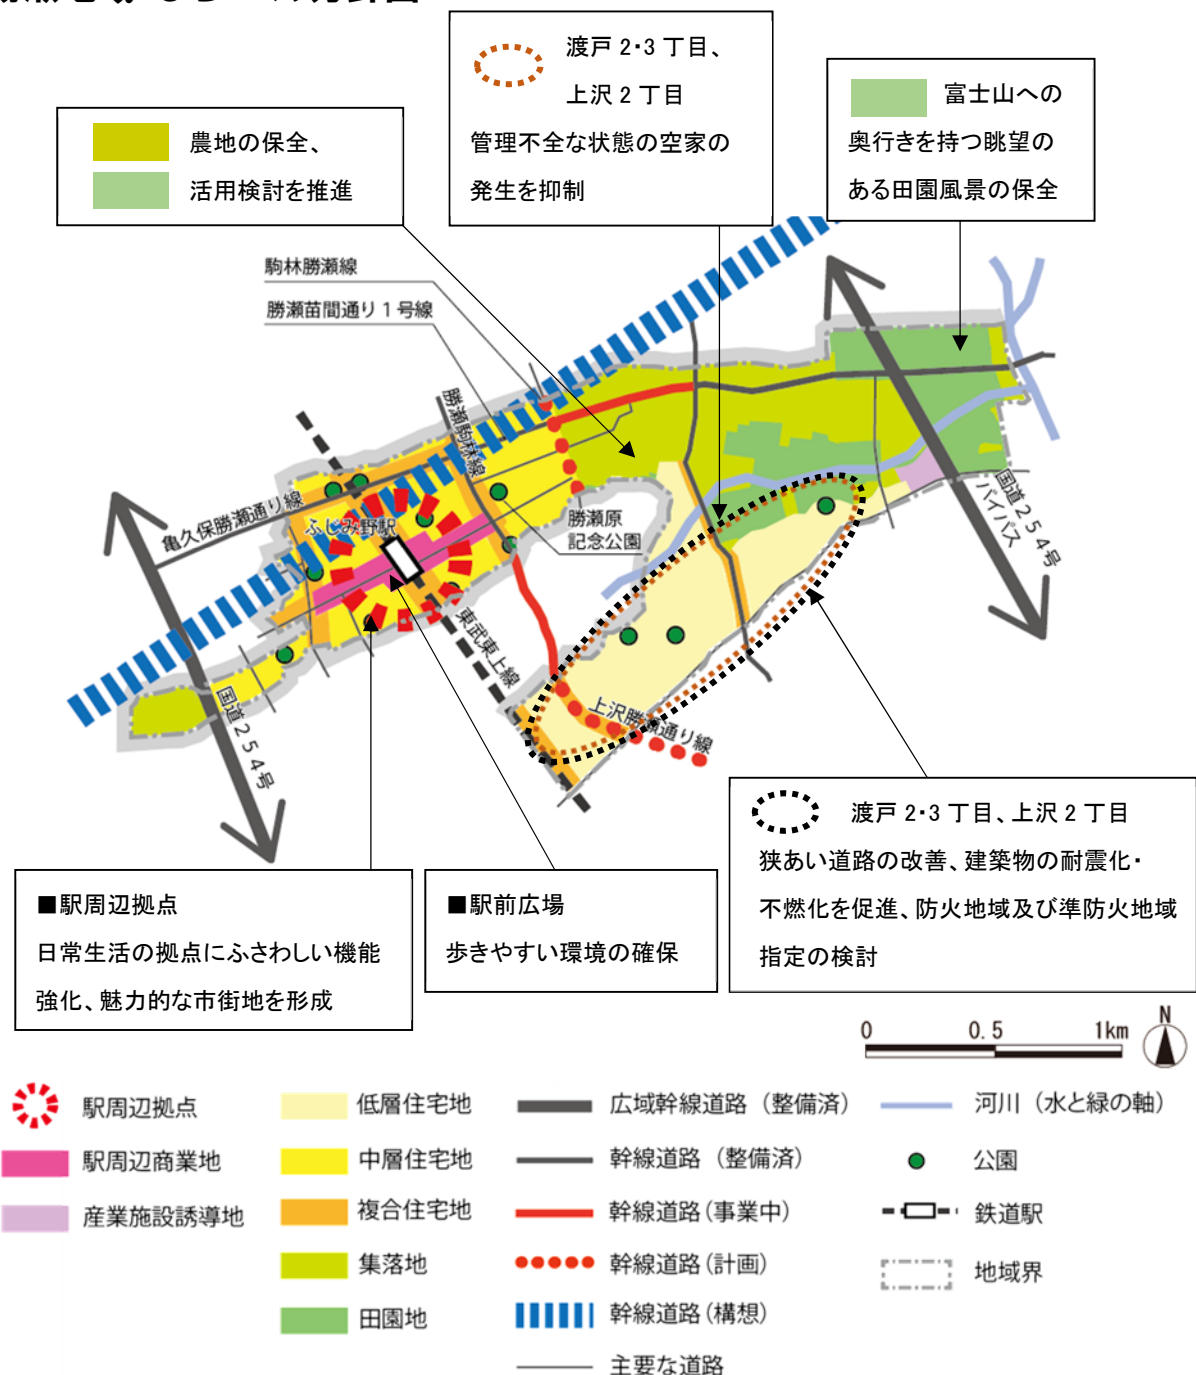 渡戸 2・3 丁目、
上沢 2 丁目
管理不全な状態の空家の
発生を抑制
富士山への
奥行きを持つ眺望の
ある田園風景の保全
農地の保全、
活用検討を推進
駒林勝瀬線
勝瀬苗間通り1号線
勝瀬駒林線
亀久保勝瀬通り線
ふじみ野駅
勝瀬原
記念公園
国道254号
バイパス
東武東上線
国道254号
上沢勝瀬通り線
■駅周辺拠点
日常生活の拠点にふさわしい機能
強化、魅力的な市街地を形成
■駅前広場
歩きやすい環境の確保
渡戸 2・3 丁目、上沢 2 丁目
狭あい道路の改善、建築物の耐震化・
不燃化を促進、防火地域及び準防火地域
指定の検討
0 0.5 1km N
駅周辺拠点
駅周辺商業地
産業施設誘導地
低層住宅地
中層住宅地
複合住宅地
集落地
田園地
広域幹線道路（整備済）
幹線道路（整備済）
幹線道路(事業中)
幹線道路(計画)
幹線道路(構想)
主要な道路
河川（水と緑の軸）
公園
鉄道駅
地域界